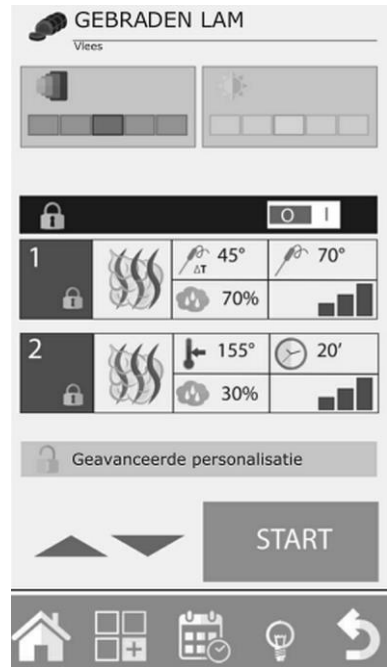 GEBRADEN LAM
Vlees
O I
1 ΔT 45° 70°
70%
2 155° 20′
30%
Geavanceerde personalisatie
START